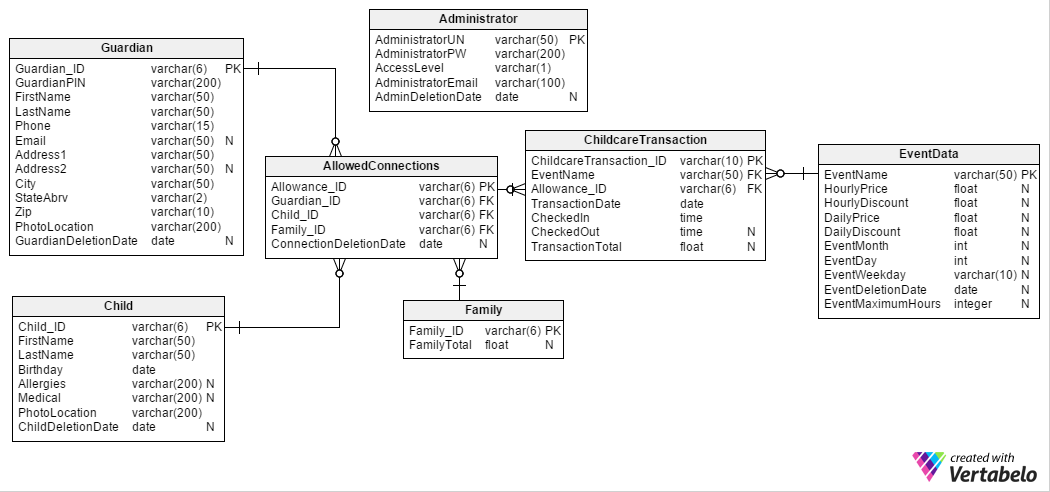 Administrator
AdministratorUN varchar(50) PK
AdministratorPW varchar(200)
AccessLevel varchar(1)
AdministratorEmail varchar(100)
AdminDeletionDate date N
Guardian
Guardian_ID varchar(6) PK
GuardianPIN varchar(200)
FirstName varchar(50)
LastName varchar(50)
Phone varchar(15)
Email varchar(50) N
Address1 varchar(50)
Address2 varchar(50) N
City varchar(50)
StateAbrv varchar(2)
Zip varchar(10)
PhotoLocation varchar(200)
GuardianDeletionDate date N
AllowedConnections
Allowance_ID varchar(6) PK
Guardian_ID varchar(6) FK
Child_ID varchar(6) FK
Family_ID varchar(6) FK
ConnectionDeletionDate date N
ChildcareTransaction
ChildcareTransaction_ID varchar(10) PK
EventName varchar(50) FK
Allowance_ID varchar(6) FK
TransactionDate date
CheckedIn time
CheckedOut time N
TransactionTotal float N
EventData
EventName varchar(50) PK
HourlyPrice float N
HourlyDiscount float N
DailyPrice float N
DailyDiscount float N
EventMonth int N
EventDay int N
EventWeekday varchar(10) N
EventDeletionDate date N
EventMaximumHours integer N
Child
Child_ID varchar(6) PK
FirstName varchar(50)
LastName varchar(50)
Birthday date
Allergies varchar(200) N
Medical varchar(200) N
PhotoLocation varchar(200)
ChildDeletionDate date N
Family
Family_ID varchar(6) PK
FamilyTotal float N
created with
Vertabelo